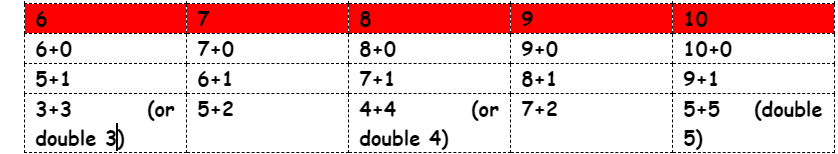 6 7 8 9 10
6+0 7+0 8+0 9+0 10+0
5+1 6+1 7+1 8+1 9+1
3+3 (or 5+2 4+4 (or 7+2 5+5 (double
double 3) double 4) 5)